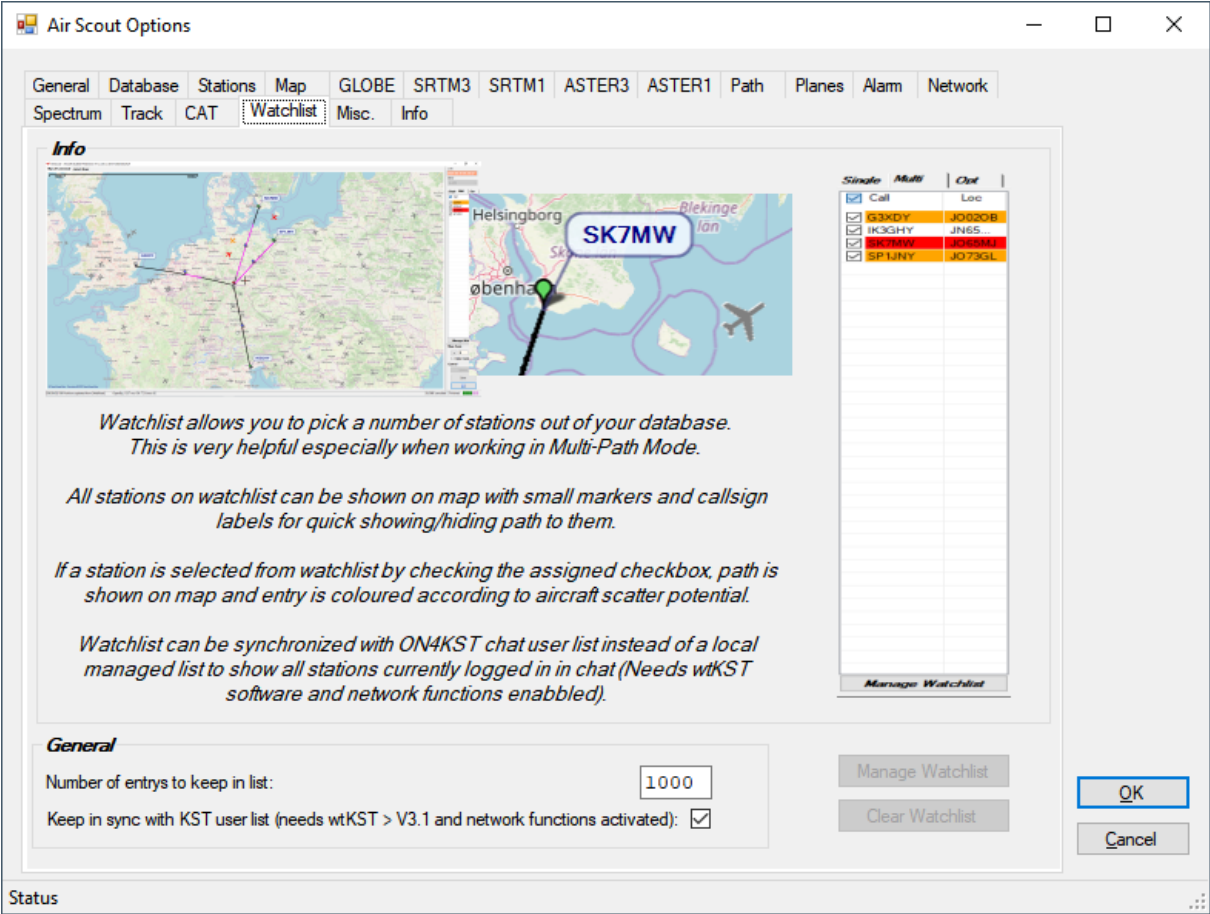 Air Scout Options
General Database Stations Map GLOBE SRTM3 SRTM1 ASTER3 ASTER1 Path Planes Alarm Network
Spectrum Track CAT Watchlist Misc. Info
Info
Helsingborg
Blekinge
län
SK7MW
øbenha
Single Multi Opt
Call Loc
G3XDY JO02OB
IK3GHY JN65...
SK7MW JO65MJ
SP1JNY JO73GL
Manage Watchlist
Watchlist allows you to pick a number of stations out of your database.
This is very helpful especially when working in Multi-Path Mode.
All stations on watchlist can be shown on map with small markers and callsign
labels for quick showing/hiding path to them.
If a station is selected from watchlist by checking the assigned checkbox, path is
shown on map and entry is coloured according to aircraft scatter potential.
Watchlist can be synchronized with ON4KST chat user list instead of a local
managed list to show all stations currently logged in in chat (Needs wtKST
software and network functions enabbled).
General
Number of entrys to keep in list: 1000
Keep in sync with KST user list (needs wtKST > V3.1 and network functions activated):
Manage Watchlist
Clear Watchlist
OK
Cancel
Status